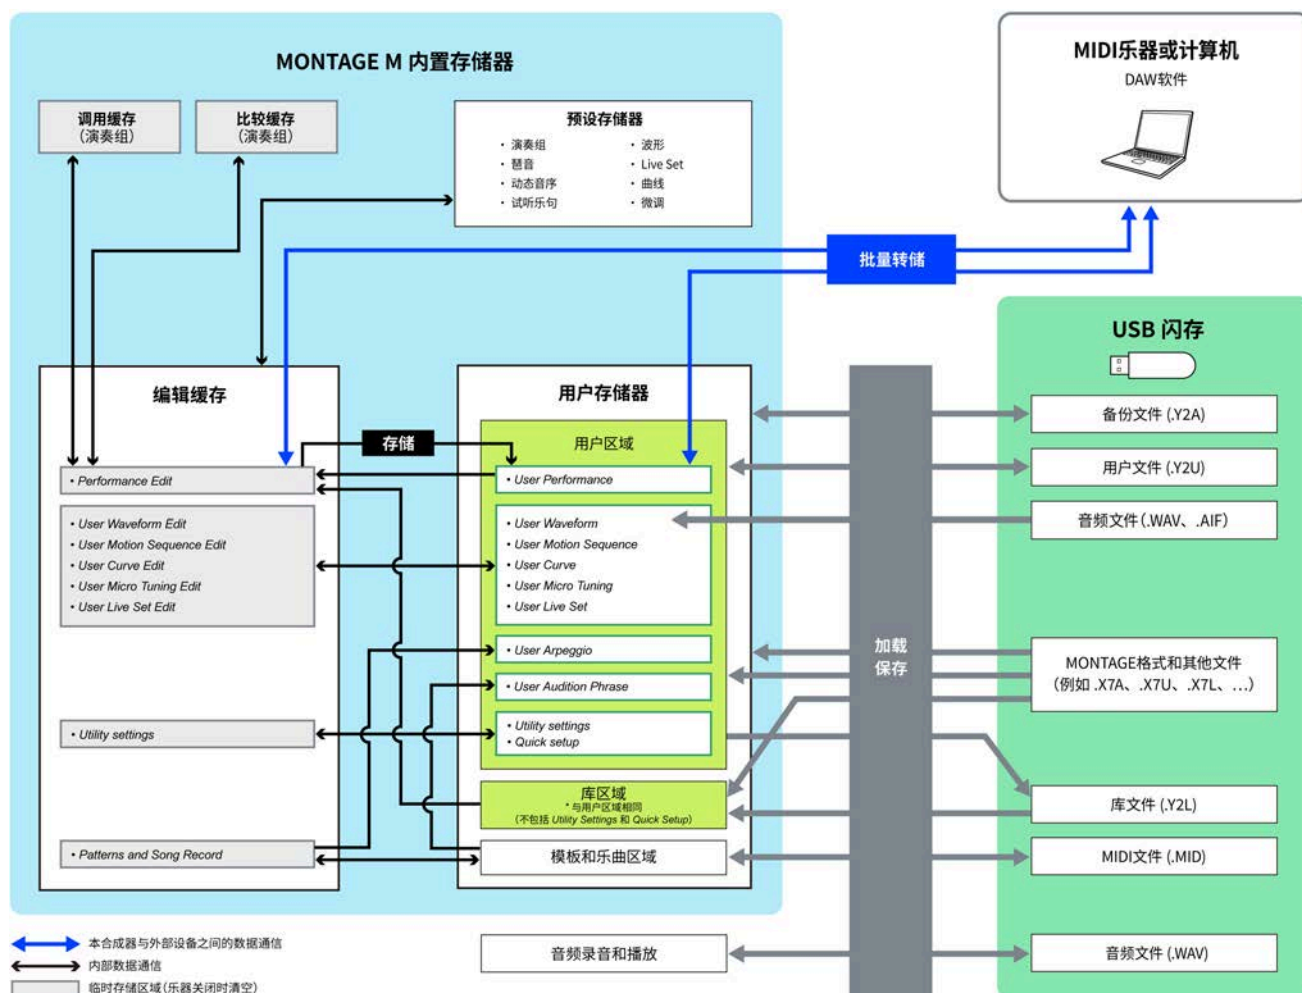 MONTAGE M 内置存储器
调用缓存
（演奏组）
比较缓存
（演奏组）
预设存储器
・演奏组
・琶音
・动态音序
・试听乐句
・波形
・Live Set
・曲线
・微调
MIDI乐器或计算机
DAW软件
批量转储
USB 闪存
编辑缓存
• Performance Edit
• User Waveform Edit
• User Motion Sequence Edit
• User Curve Edit
• User Micro Tuning Edit
• User Live Set Edit
• Utility settings
• Patterns and Song Record
存储
用户存储器
用户区域
• User Performance
• User Waveform
• User Motion Sequence
• User Curve
• User Micro Tuning
• User Live Set
• User Arpeggio
• User Audition Phrase
• Utility settings
• Quick setup
库区域
* 与用户区域相同
（不包括 Utility Settings 和 Quick Setup）
模板和乐曲区域
音频录音和播放
加载
保存
备份文件 (.Y2A)
用户文件 (.Y2U)
音频文件（.WAV、.AIF）
MONTAGE格式和其他文件
（例如 .X7A、.X7U、.X7L、…）
库文件 (.Y2L)
MIDI文件 (.MID)
音频文件 (.WAV)
本合成器与外部设备之间的数据通信
内部数据通信
临时存储区域（乐器关闭时清空）